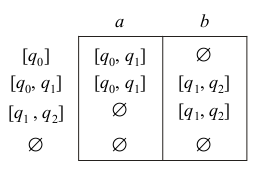 a b
[q₀] [q₀, q₁] ∅
[q₀, q₁] [q₀, q₁] [q₁, q₂]
[q₁ , q₂] ∅ [q₁, q₂]
∅ ∅ ∅